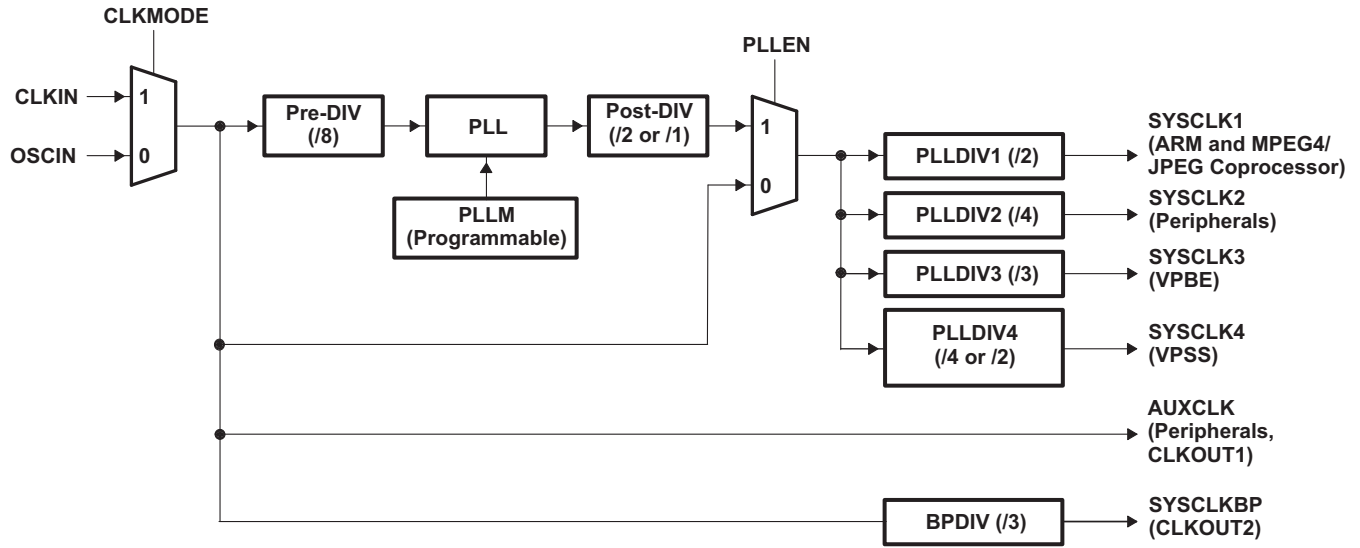 CLKMODE
PLLEN
CLKIN
1
OSCIN
0
Pre-DIV
(/8)
PLL
Post-DIV
(/2 or /1)
PLLM
(Programmable)
1
0
PLLDIV1 (/2)
SYSCLK1
(ARM and MPEG4/
JPEG Coprocessor)
PLLDIV2 (/4)
SYSCLK2
(Peripherals)
PLLDIV3 (/3)
SYSCLK3
(VPBE)
PLLDIV4
(/4 or /2)
SYSCLK4
(VPSS)
AUXCLK
(Peripherals,
CLKOUT1)
BPDIV (/3)
SYSCLKBP
(CLKOUT2)